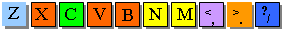 Z X C V B N M < , > . ? /